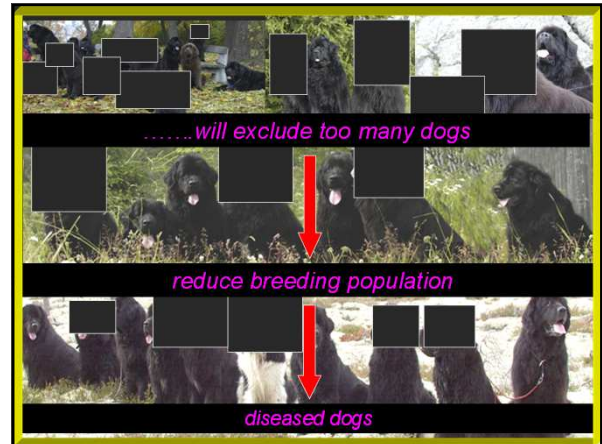 .......will exclude too many dogs
reduce breeding population
diseased dogs